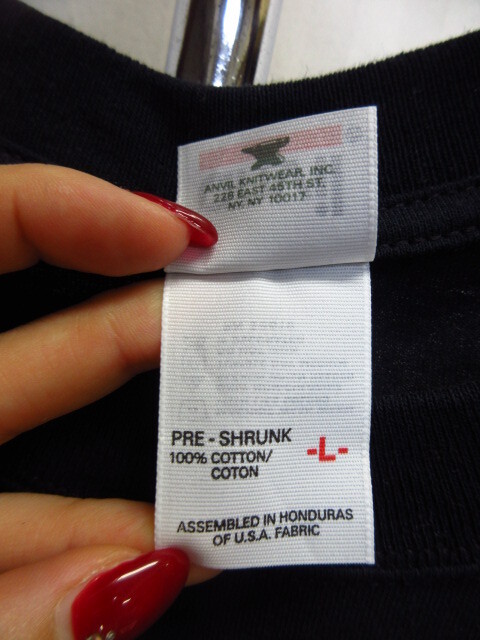 ANVIL KNITWEAR, INC.
226 EAST 45TH ST.
NY, NY 10017
PRE - SHRUNK
100% COTTON/
COTON
-L-
ASSEMBLED IN HONDURAS
OF U.S.A. FABRIC